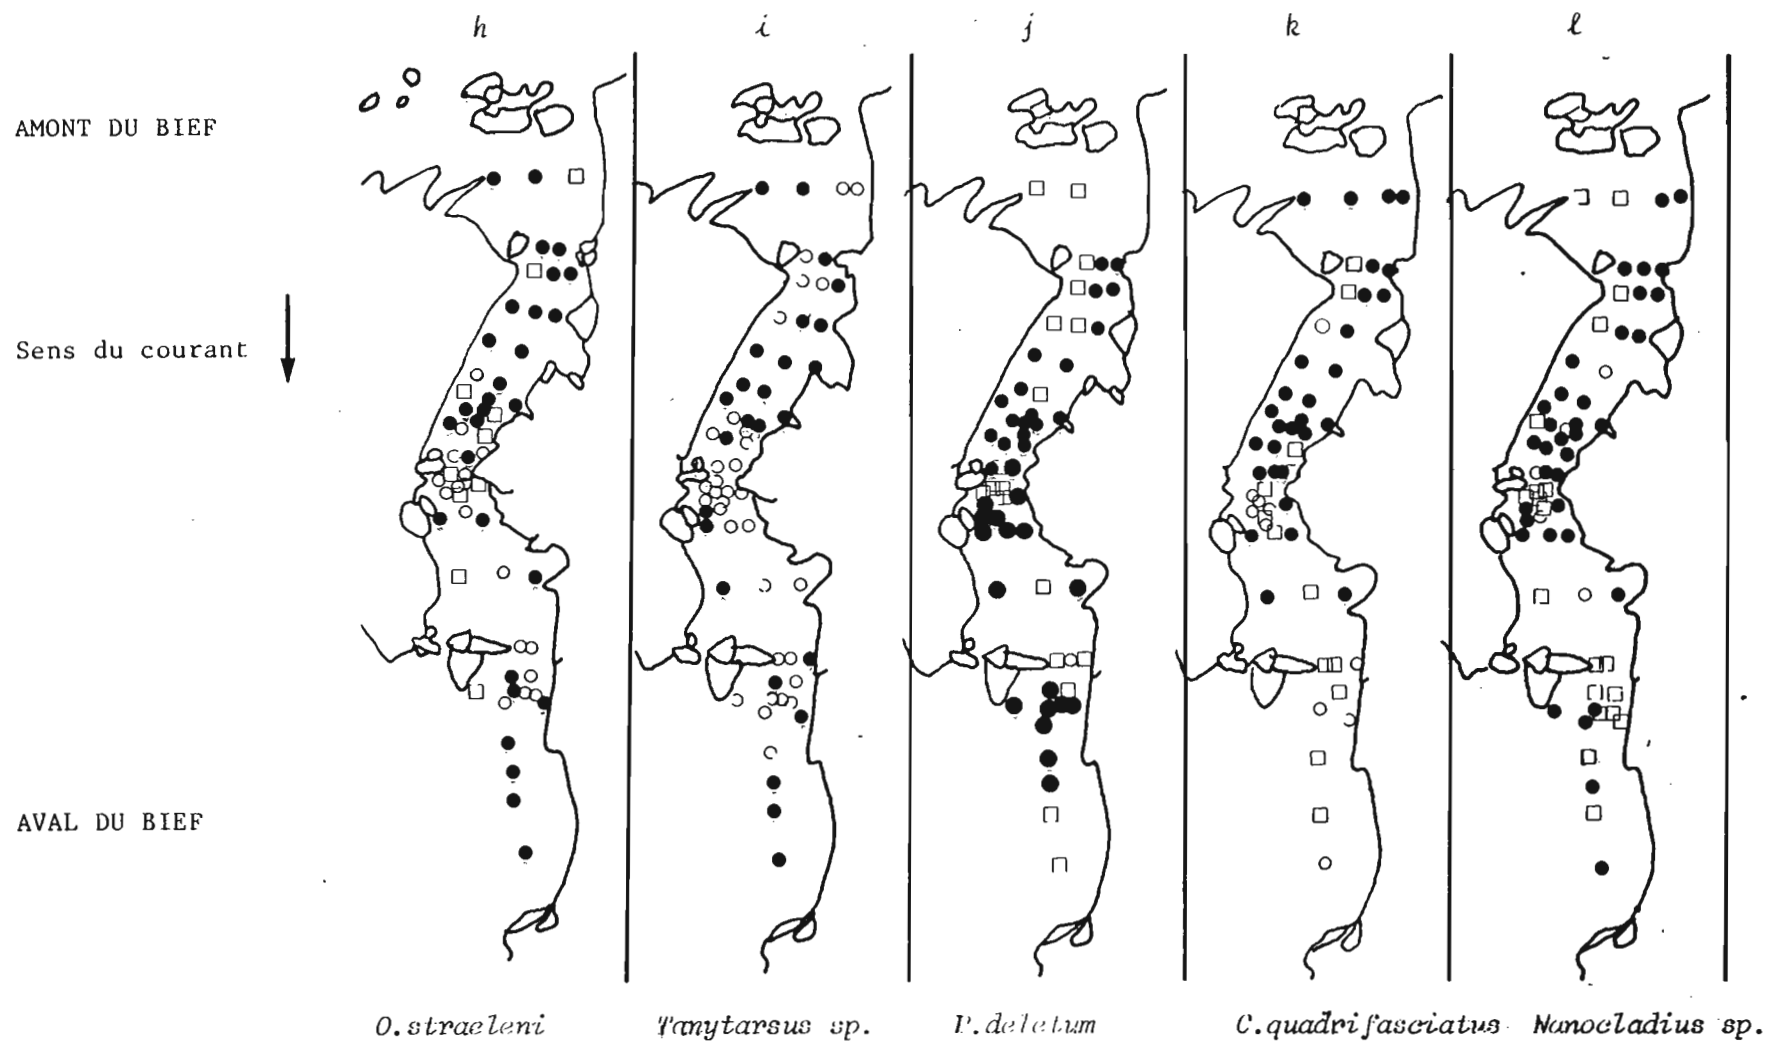 h i j k l
AMONT DU BIEF
Sens du courant
AVAL DU BIEF
O.straeleni Tanytarsus sp. P.deletum C.quadrifasciatus Nanocladius sp.